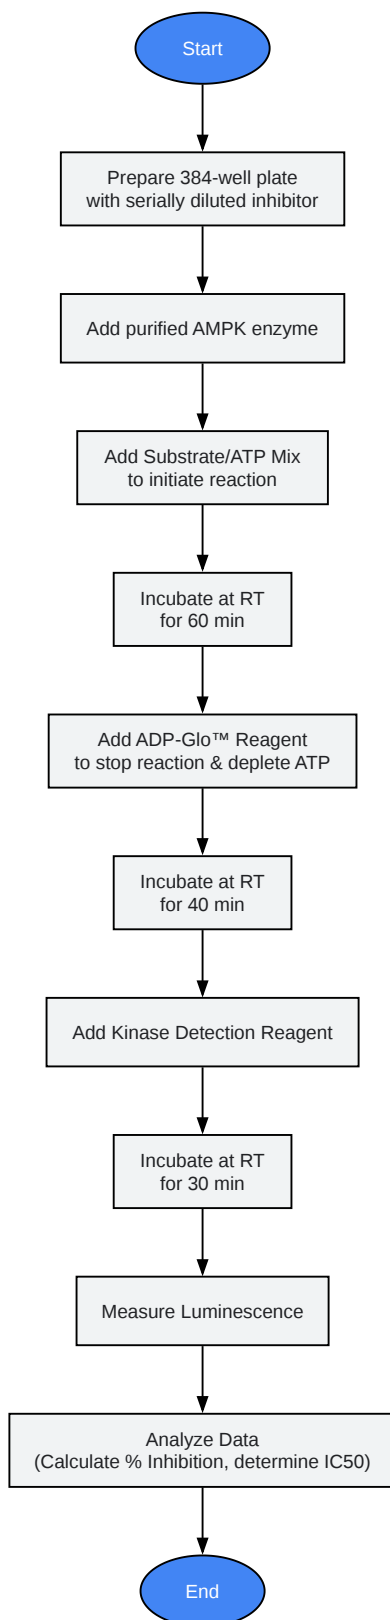 Start
Prepare 384-well plate
with serially diluted inhibitor
Add purified AMPK enzyme
Add Substrate/ATP Mix
to initiate reaction
Incubate at RT
for 60 min
Add ADP-Glo™ Reagent
to stop reaction & deplete ATP
Incubate at RT
for 40 min
Add Kinase Detection Reagent
Incubate at RT
for 30 min
Measure Luminescence
Analyze Data
(Calculate % Inhibition, determine IC50)
End